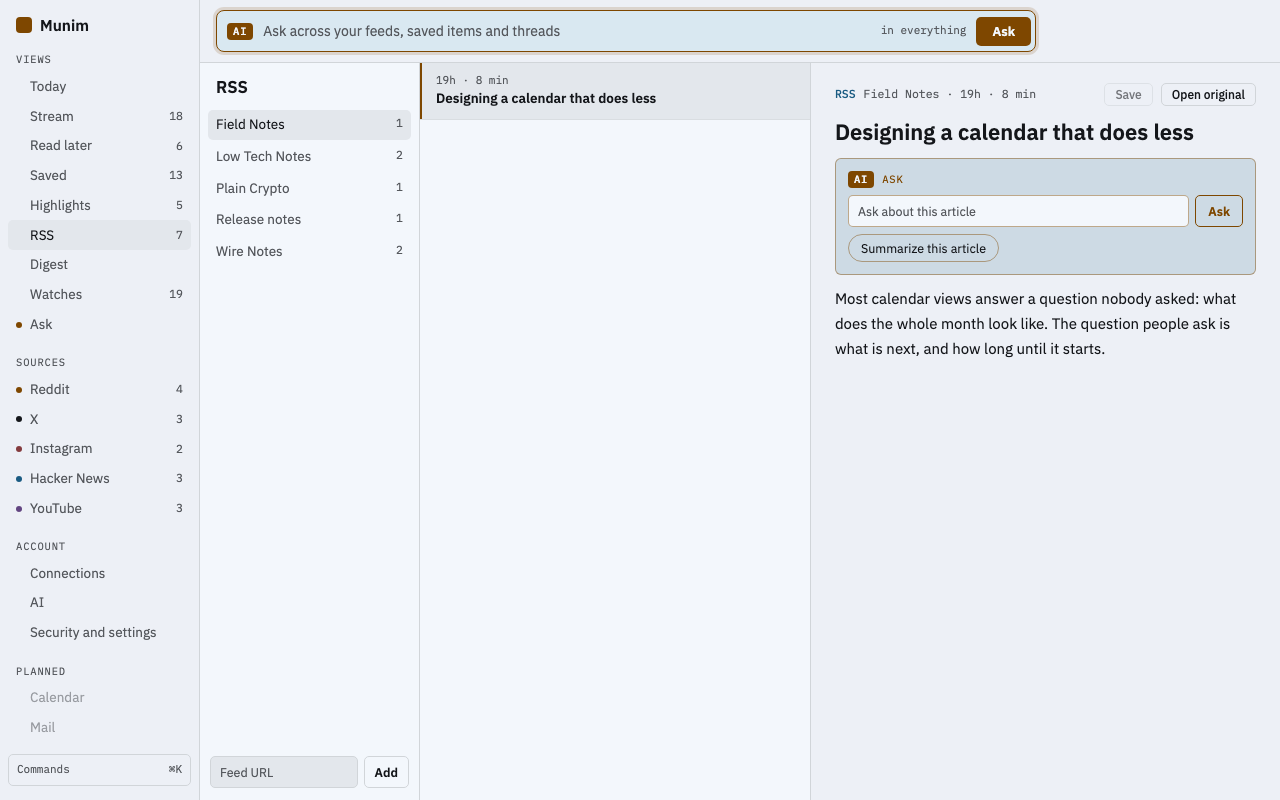 Munim
VIEWS
Today
Stream 18
Read later 6
Saved 13
Highlights 5
RSS 7
Digest
Watches 19
Ask
SOURCES
Reddit 4
X 3
Instagram 2
Hacker News 3
YouTube 3
ACCOUNT
Connections
AI
Security and settings
PLANNED
Calendar
Mail
Commands ⌘K
AI Ask across your feeds, saved items and threads in everything Ask
RSS
Field Notes 1
Low Tech Notes 2
Plain Crypto 1
Release notes 1
Wire Notes 2
Feed URL Add
19h · 8 min
Designing a calendar that does less
RSS Field Notes · 19h · 8 min Save Open original
Designing a calendar that does less
AI ASK
Ask about this article Ask
Summarize this article
Most calendar views answer a question nobody asked: what
does the whole month look like. The question people ask is
what is next, and how long until it starts.